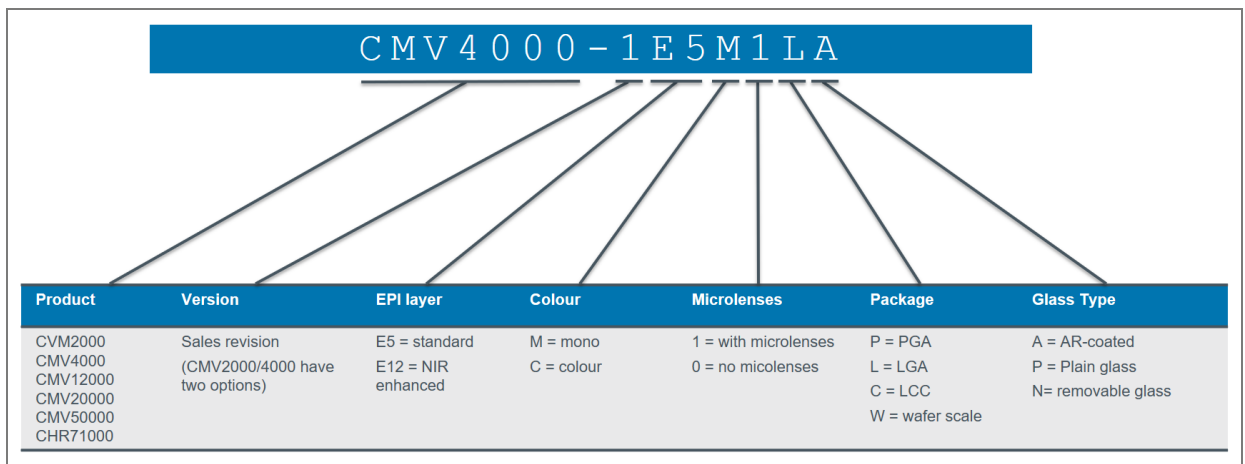 CMV4000-1E5M1LA
Product Version EPI layer Colour Microlenses Package Glass Type
CVM2000
CMV4000
CMV12000
CMV20000
CMV50000
CHR71000
Sales revision
(CMV2000/4000 have
two options)
E5 = standard
E12 = NIR
enhanced
M = mono
C = colour
1 = with microlenses
0 = no micolenses
P = PGA
L = LGA
C = LCC
W = wafer scale
A = AR-coated
P = Plain glass
N= removable glass